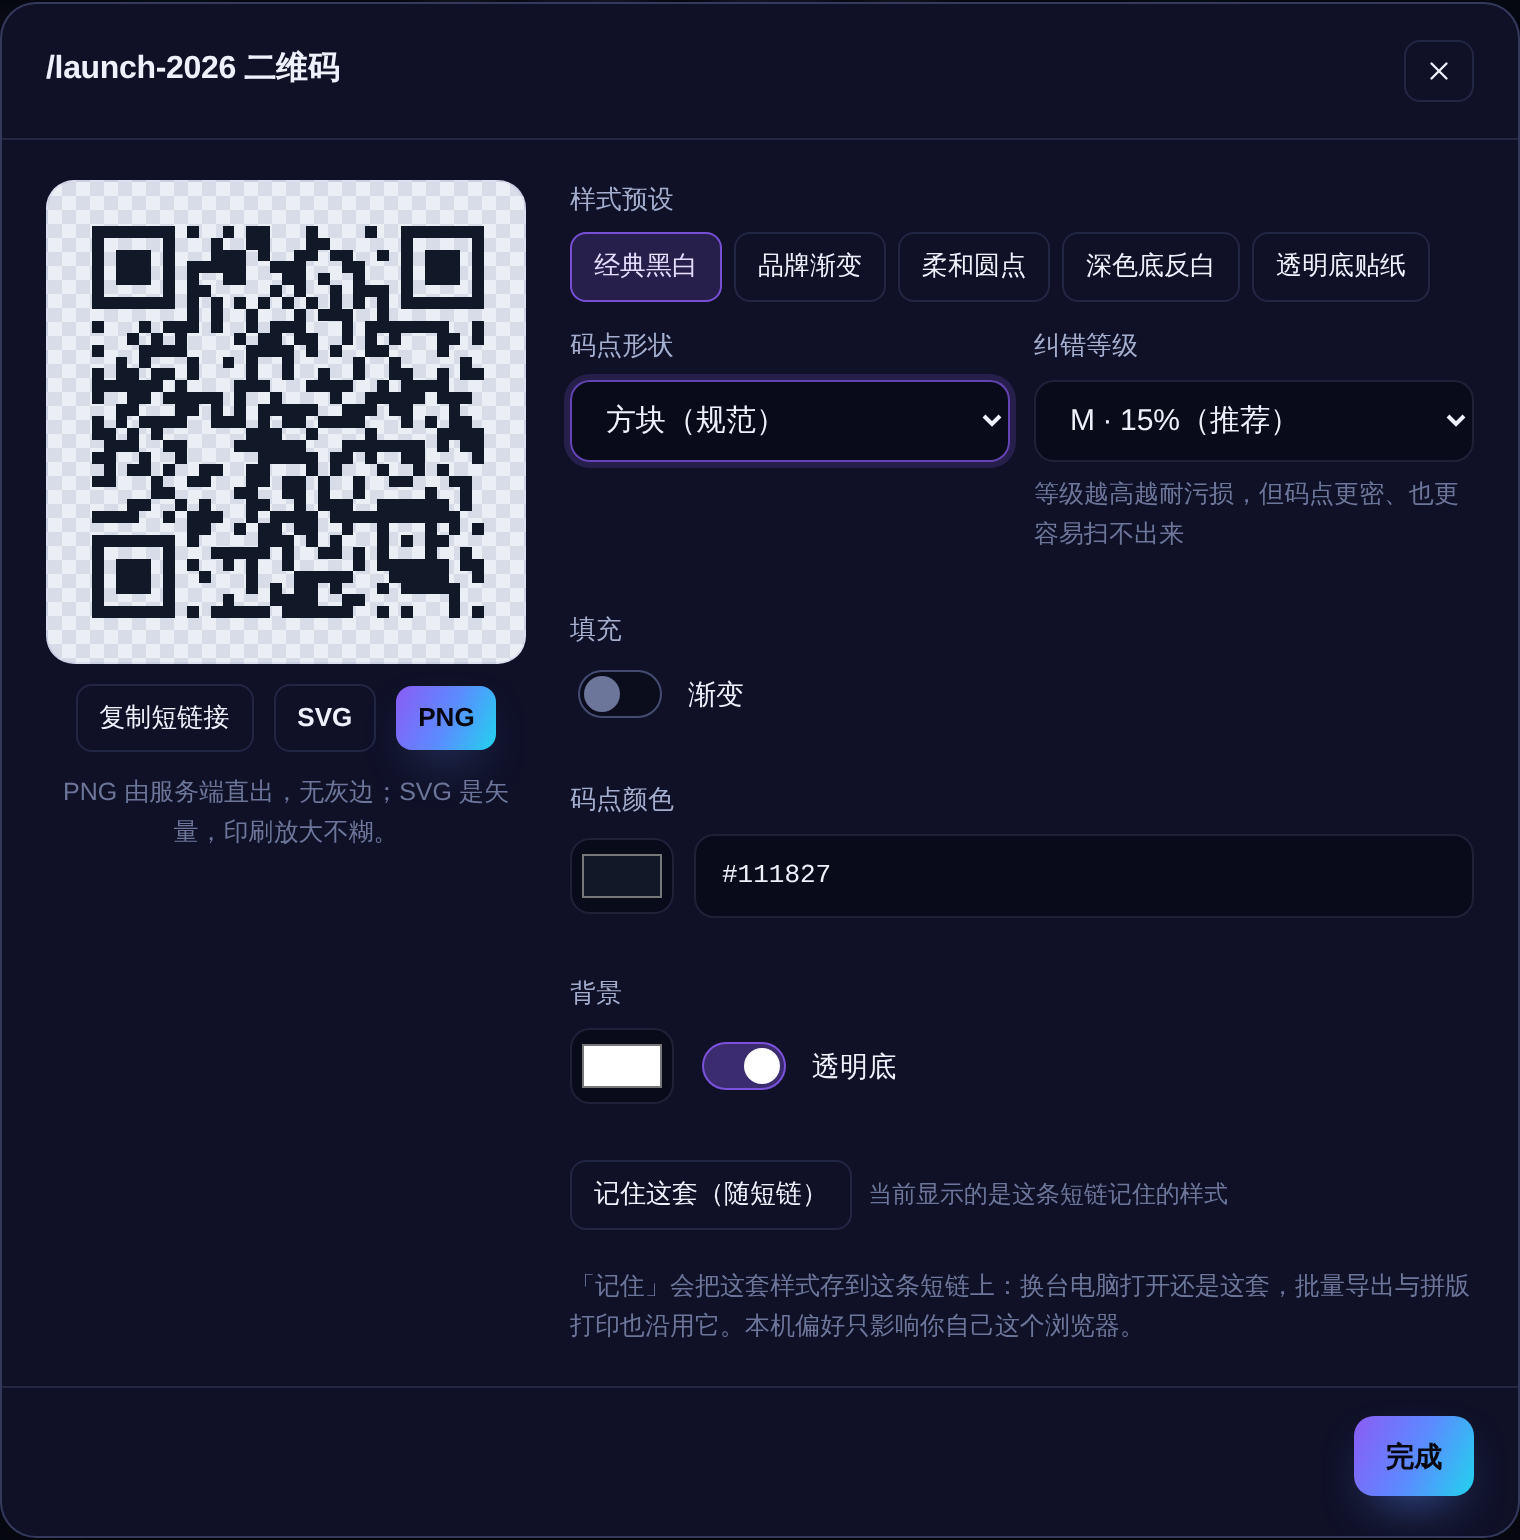 /launch-2026 二维码
样式预设
经典黑白
品牌渐变
柔和圆点
深色底反白
透明底贴纸
码点形状
纠错等级
方块（规范）
M · 15%（推荐）
等级越高越耐污损，但码点更密、也更
容易扫不出来
填充
渐变
复制短链接
SVG
PNG
PNG 由服务端直出，无灰边；SVG 是矢
量，印刷放大不糊。
码点颜色
#111827
背景
透明底
记住这套（随短链）
当前显示的是这条短链记住的样式
「记住」会把这套样式存到这条短链上：换台电脑打开还是这套，批量导出与拼版
打印也沿用它。本机偏好只影响你自己这个浏览器。
完成